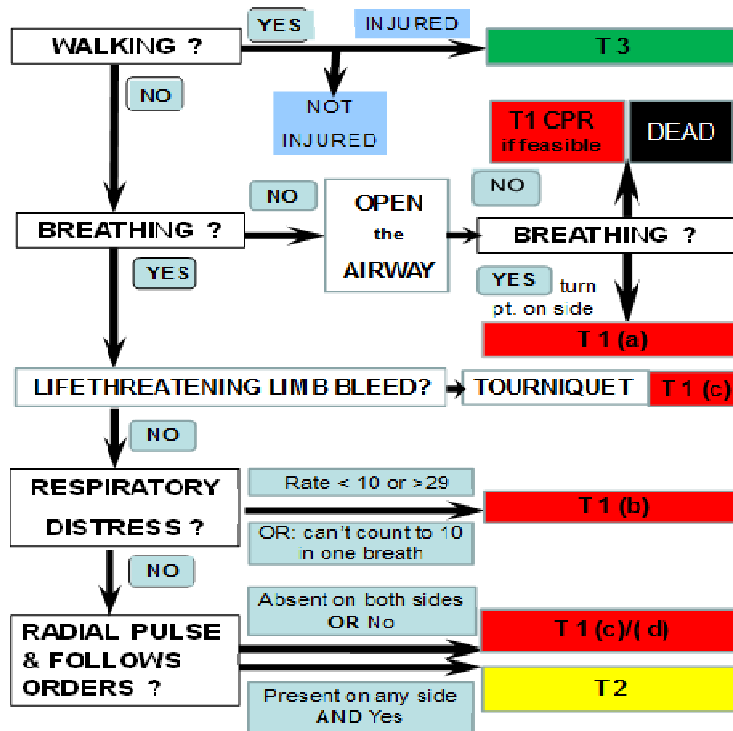 WALKING ?
YES
INJURED
T 3
NO
NOT
INJURED
T1 CPR
if feasible
DEAD
BREATHING ?
NO
OPEN
the
AIRWAY
NO
BREATHING ?
YES
YES turn
pt. on side
T 1 (a)
LIFETHREATENING LIMB BLEED?
TOURNIQUET
T 1 (c)
NO
RESPIRATORY
DISTRESS ?
Rate < 10 or >29
OR: can't count to 10
in one breath
T 1 (b)
NO
RADIAL PULSE
& FOLLOWS
ORDERS ?
Absent on both sides
OR No
T 1 (c)/( d)
Present on any side
AND Yes
T 2